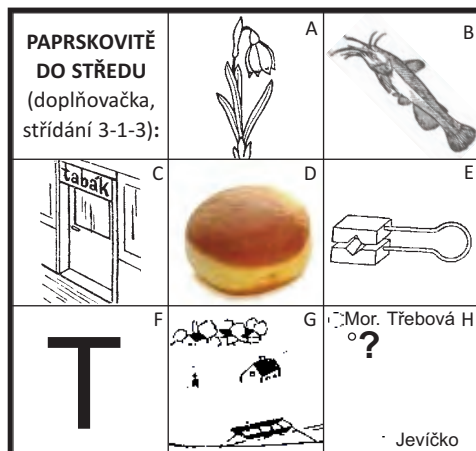 PAPRSKOVITĚ
DO STŘEDU
(doplňovačka,
střídání 3-1-3):
A
B
C
tabák
D
E
F
T
G
Mor. Třebová H
?
Jevíčko